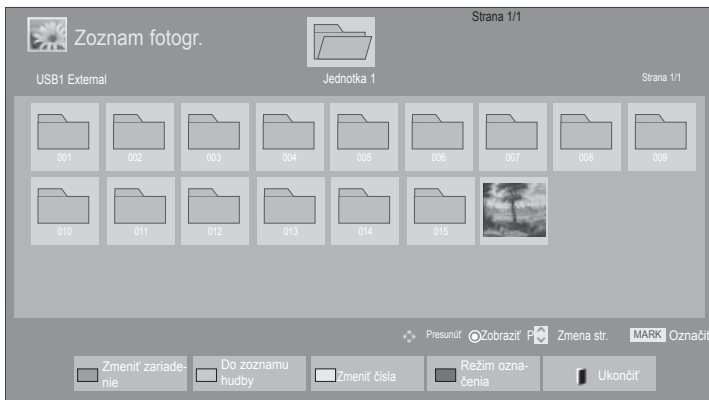 Strana 1/1
Zoznam fotogr.
USB1 External
Jednotka 1
Strana 1/1
001 002 003 004 005 006 007 008 009
010 011 012 013 014 015
Presunúť Zobraziť P Zmena str. MARK Označiť
Zmeniť zariade-
nie
Do zoznamu
hudby
Zmeniť čísla
Režim ozna-
čenia
Ukončiť